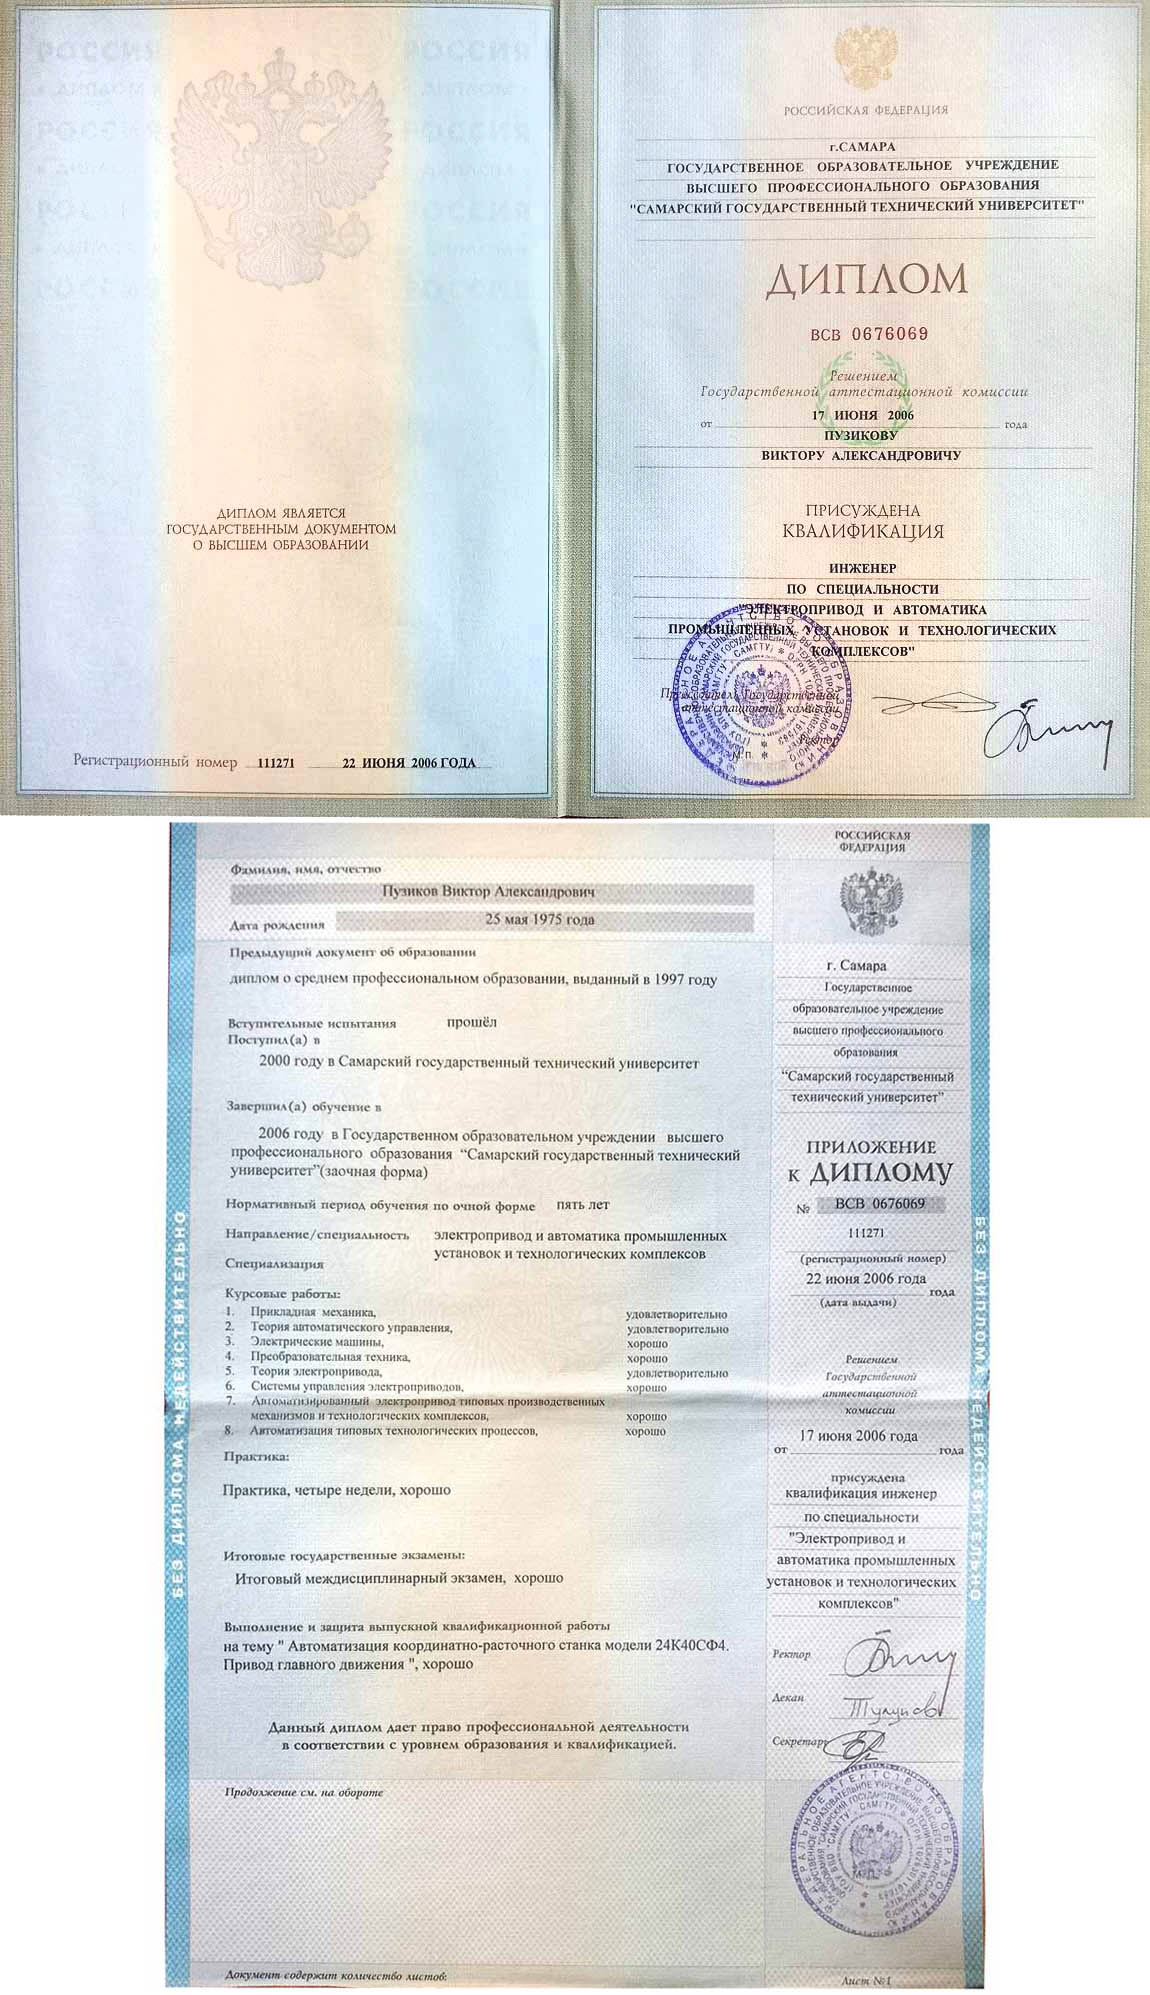 РОССИЯ РОССИЯ
ДИПЛОМ ЯВЛЯЕТСЯ
ГОСУДАРСТВЕННЫМ ДОКУМЕНТОМ
О ВЫСШЕМ ОБРАЗОВАНИИ
Регистрационный номер 111271 22 ИЮНЯ 2006 ГОДА
РОССИЙСКАЯ ФЕДЕРАЦИЯ
г.САМАРА
ГОСУДАРСТВЕННОЕ ОБРАЗОВАТЕЛЬНОЕ УЧРЕЖДЕНИЕ
ВЫСШЕГО ПРОФЕССИОНАЛЬНОГО ОБРАЗОВАНИЯ
"САМАРСКИЙ ГОСУДАРСТВЕННЫЙ ТЕХНИЧЕСКИЙ УНИВЕРСИТЕТ"
ДИПЛОМ
ВСВ 0676069
Решением
Государственной аттестационной комиссии
от 17 ИЮНЯ 2006 года
ПУЗИКОВУ
ВИКТОРУ АЛЕКСАНДРОВИЧУ
ПРИСУЖДЕНА
КВАЛИФИКАЦИЯ
ИНЖЕНЕР
ПО СПЕЦИАЛЬНОСТИ
ЭЛЕКТРОПРИВОД И АВТОМАТИКА
ПРОМЫШЛЕННЫХ УСТАНОВОК И ТЕХНОЛОГИЧЕСКИХ
КОМПЛЕКСОВ"
Председатель Государственной
аттестационной комиссии
Ректор
М.П.
Фамилия, имя, отчество
Пузиков Виктор Александрович
Дата рождения 25 мая 1975 года
Предыдущий документ об образовании
диплом о среднем профессиональном образовании, выданный в 1997 году
Вступительные испытания прошёл
Поступил(а) в
2000 году в Самарский государственный технический университет
Завершил(а) обучение в
2006 году в Государственном образовательном учреждении высшего
профессионального образования “Самарский государственный технический
университет”(заочная форма)
Нормативный период обучения по очной форме пять лет
Направление/специальность электропривод и автоматика промышленных
установок и технологических комплексов
Специализация
Курсовые работы:
1. Прикладная механика, удовлетворительно
2. Теория автоматического управления, удовлетворительно
3. Электрические машины, хорошо
4. Преобразовательная техника, хорошо
5. Теория электропривода, удовлетворительно
6. Системы управления электроприводов, хорошо
7. Автоматизированный электропривод типовых производственных
механизмов и технологических комплексов, хорошо
8. Автоматизация типовых технологических процессов, хорошо
Практика:
Практика, четыре недели, хорошо
Итоговые государственные экзамены:
Итоговый междисциплинарный экзамен, хорошо
Выполнение и защита выпускной квалификационной работы
на тему " Автоматизация координатно-расточного станка модели 24К40СФ4.
Привод главного движения ", хорошо
Данный диплом дает право профессиональной деятельности
в соответствии с уровнем образования и квалификацией.
Продолжение см. на обороте
Документ содержит количество листов:
БЕЗ ДИПЛОМА НЕДЕЙСТВИТЕЛЬНО
РОССИЙСКАЯ
ФЕДЕРАЦИЯ
г. Самара
Государственное
образовательное учреждение
высшего профессионального
образования
“Самарский государственный
технический университет”
ПРИЛОЖЕНИЕ
К ДИПЛОМУ
№ ВСВ 0676069
111271
(регистрационный номер)
22 июня 2006 года
года
(дата выдачи)
Решением
Государственной
аттестационной
комиссии
17 июня 2006 года
от года
присуждена
квалификация инженер
по специальности
"Электропривод и
автоматика промышленных
установок и технологических
комплексов"
Ректор
Декан
Секретарь
Лист №1
БЕЗ ДИПЛОМА НЕДЕЙСТВИТЕЛЬНО